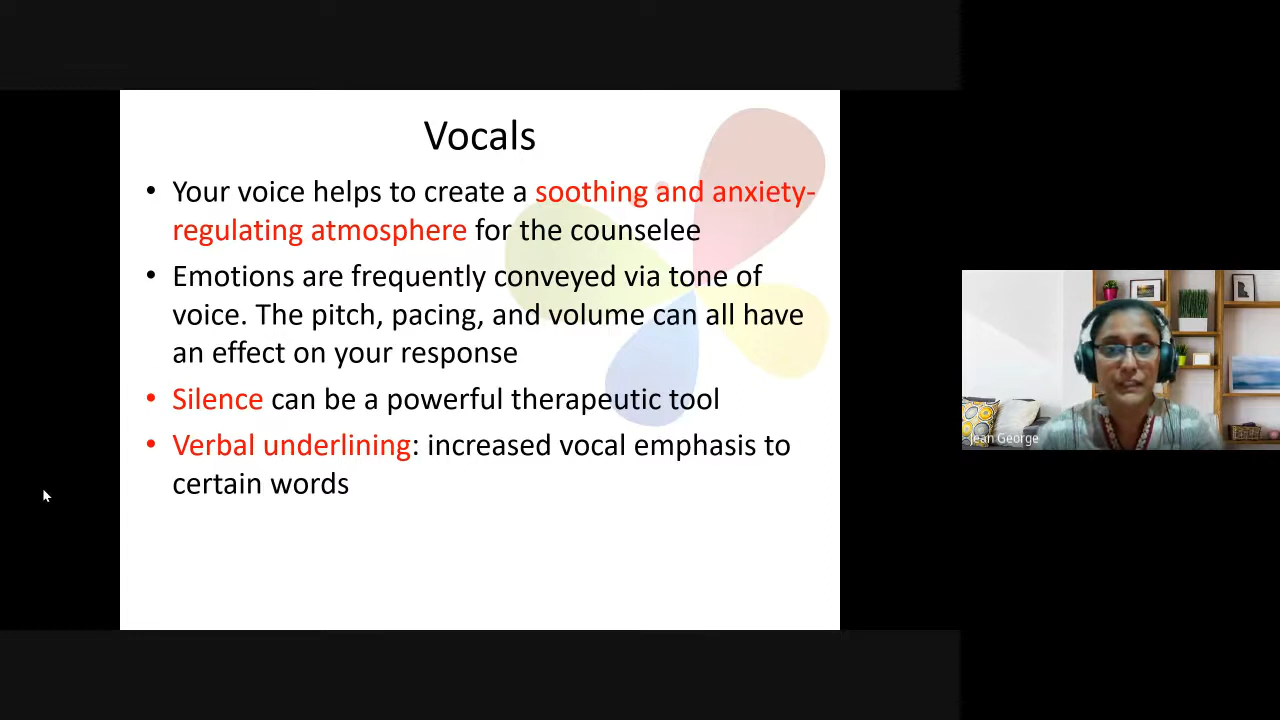 Vocals
• Your voice helps to create a soothing and anxiety-
regulating atmosphere for the counselee
• Emotions are frequently conveyed via tone of
voice. The pitch, pacing, and volume can all have
an effect on your response
• Silence can be a powerful therapeutic tool
• Verbal underlining: increased vocal emphasis to
certain words
Jean George